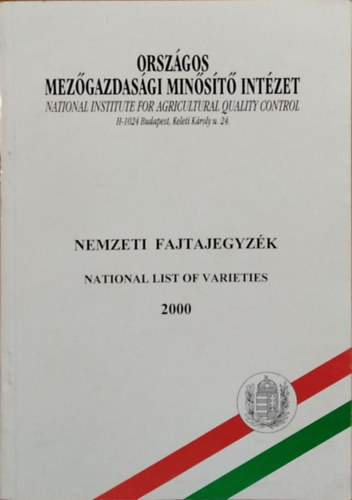 ORSZÁGOS
MEZŐGAZDASÁGI MINŐSÍTŐ INTÉZET
NATIONAL INSTITUTE FOR AGRICULTURAL QUALITY CONTROL
H-1024 Budapest, Keleti Károly u. 24.
NEMZETI FAJTAJEGYZÉK
NATIONAL LIST OF VARIETIES
2000